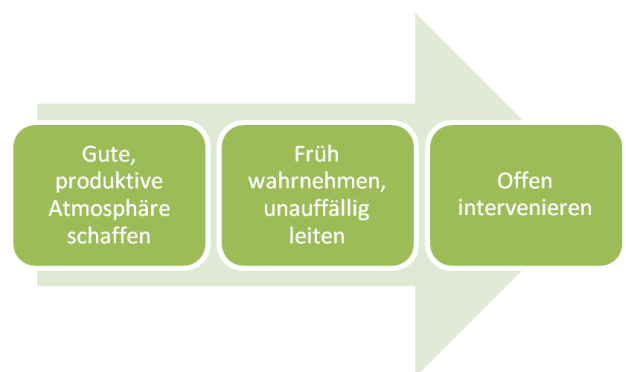 Gute,
produktive
Atmosphäre
schaffen
Früh
wahrnehmen,
unauffällig
leiten
Offen
intervenieren